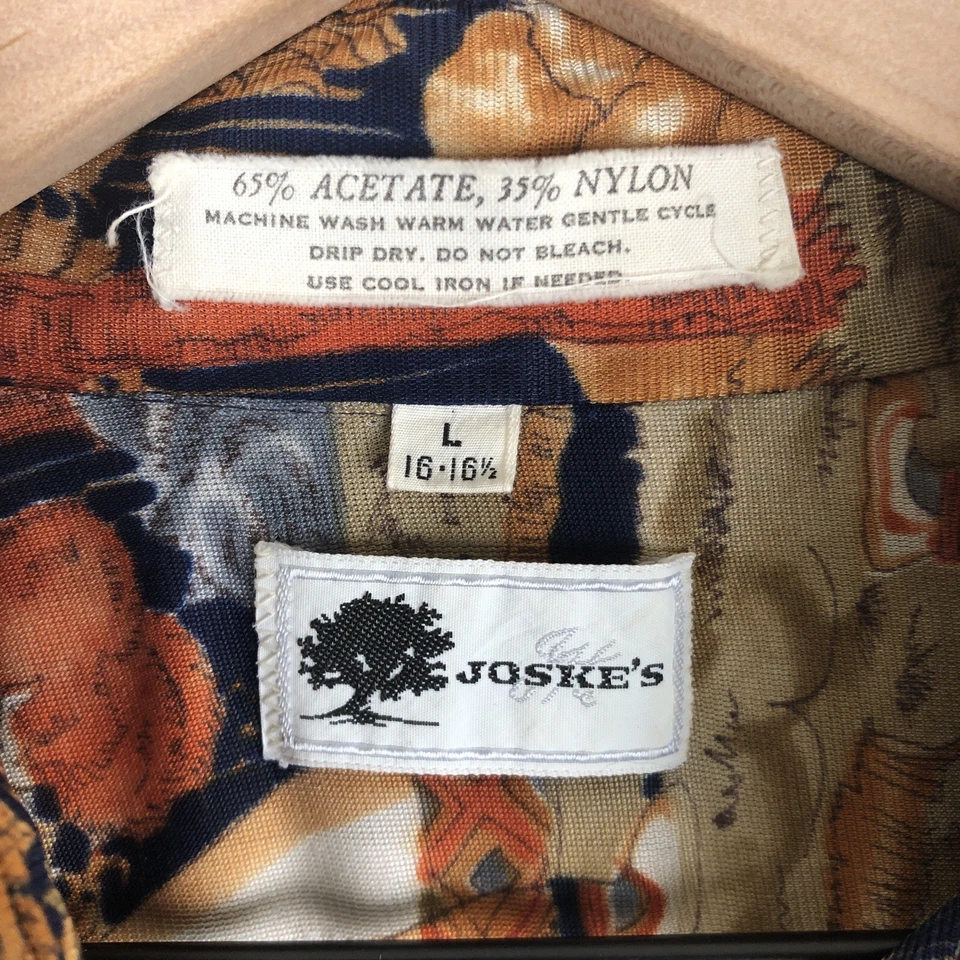 65% ACETATE, 35% NYLON
MACHINE WASH WARM WATER GENTLE CYCLE
DRIP DRY. DO NOT BLEACH.
USE COOL IRON IF NEEDED
L
16·16½
JOSKE'S